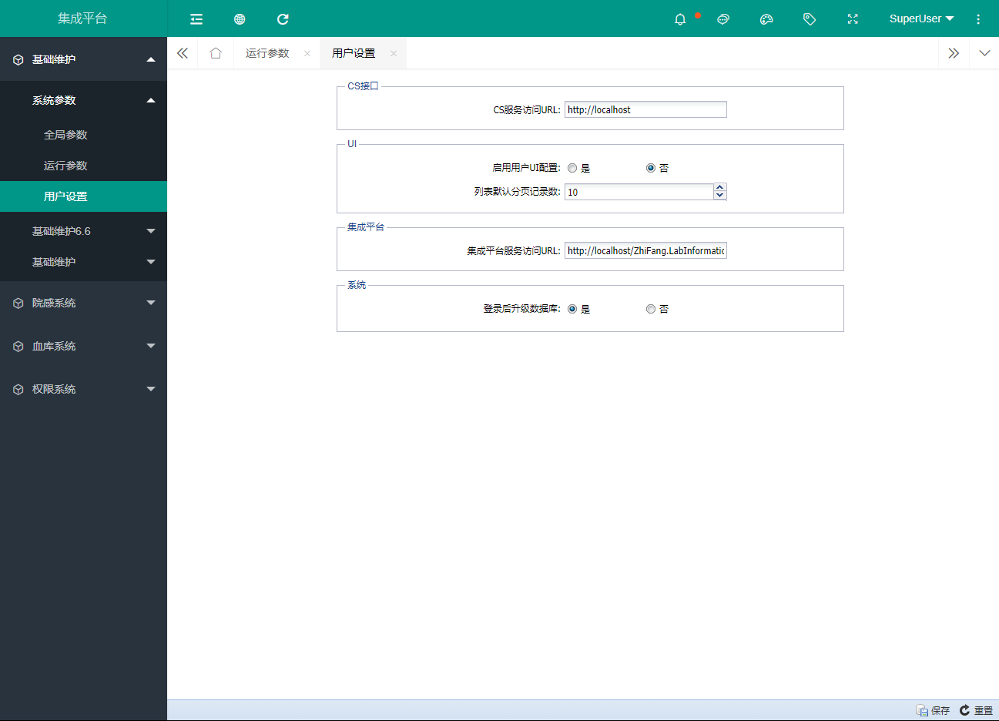 集成平台
SuperUser
基础维护
系统参数
全局参数
运行参数
用户设置
基础维护6.6
基础维护
院感系统
血库系统
权限系统
运行参数
用户设置
CS接口
CS服务访问URL: http://localhost
UI
启用用户UI配置: 是 否
列表默认分页记录数: 10
集成平台
集成平台服务访问URL: http://localhost/ZhiFang.LabInformatic
系统
登录后升级数据库: 是 否
保存 重置